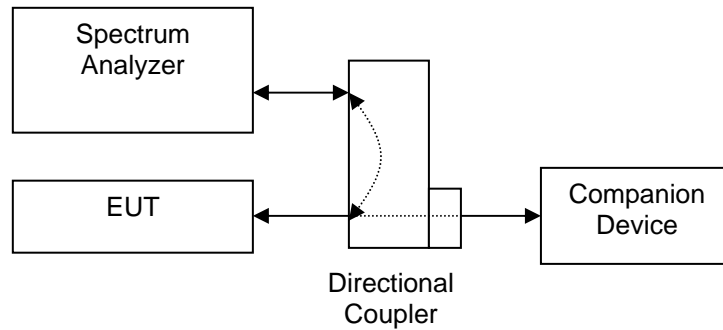 Spectrum
Analyzer
EUT
Companion
Device
Directional
Coupler